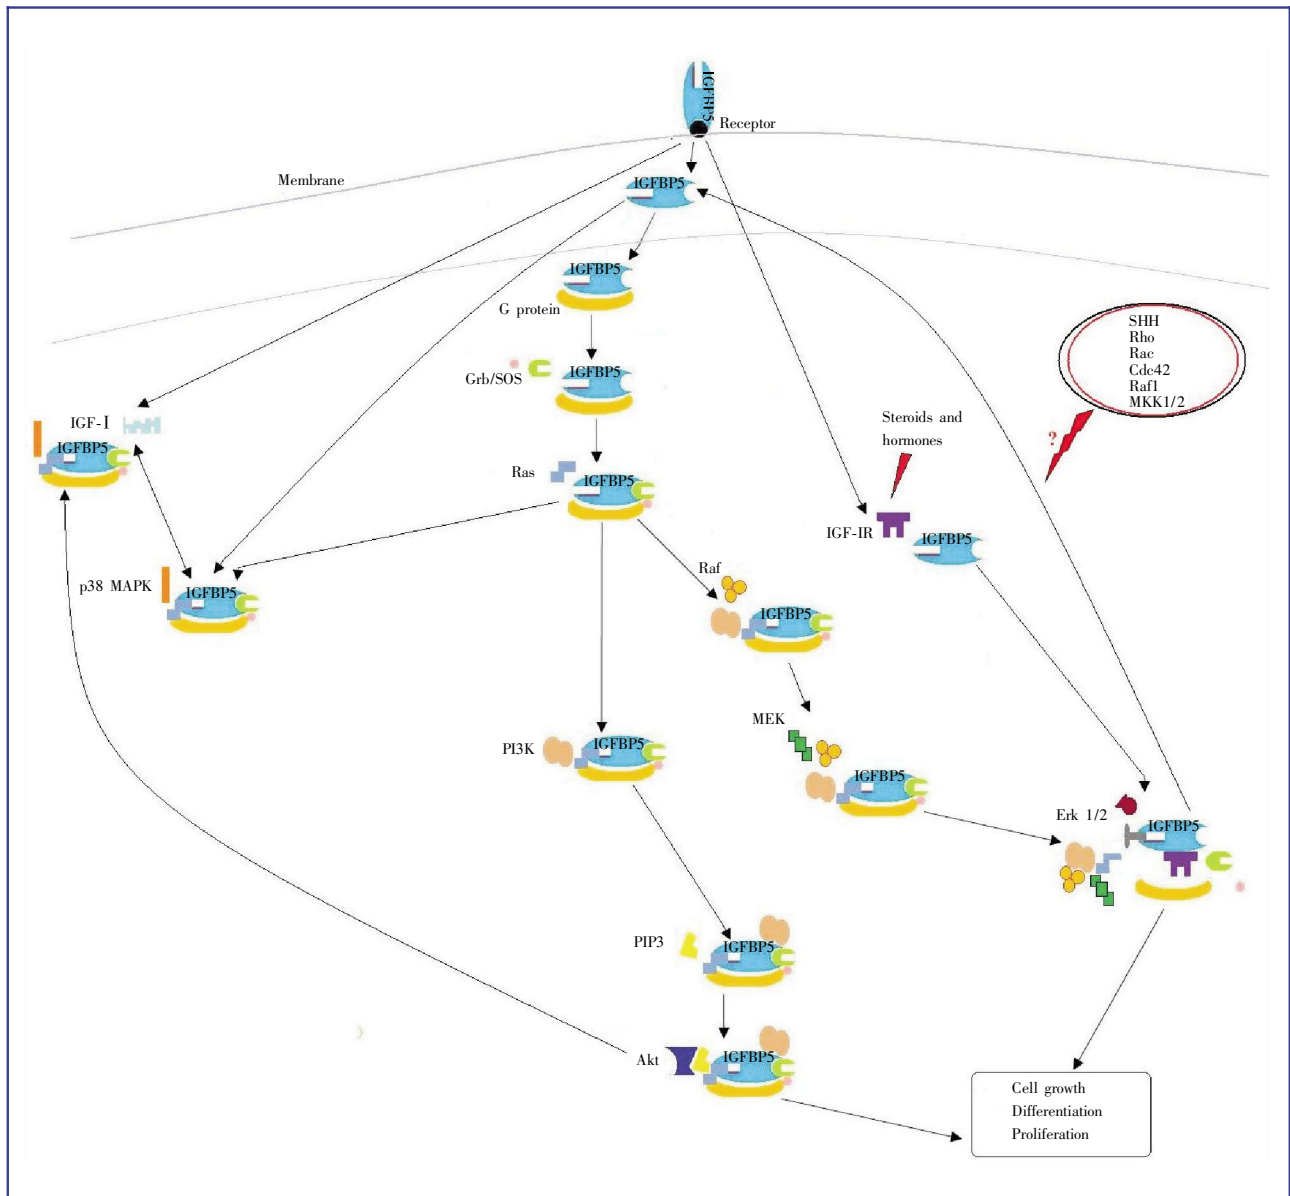 IGFBP5
Receptor
Membrane
IGFBP5
IGFBP5
G protein
IGFBP5
Grb/SOS
SHH
Rho
Rac
Cdc42
Raf1
MKK1/2
?
Steroids and
hormones
IGF-I
IGFBP5
Ras
IGFBP5
IGF-IR
IGFBP5
p38 MAPK
IGFBP5
Raf
IGFBP5
MEK
PI3K
IGFBP5
IGFBP5
Erk 1/2
IGFBP5
PIP3
IGFBP5
Akt
IGFBP5
Cell growth
Differentiation
Proliferation